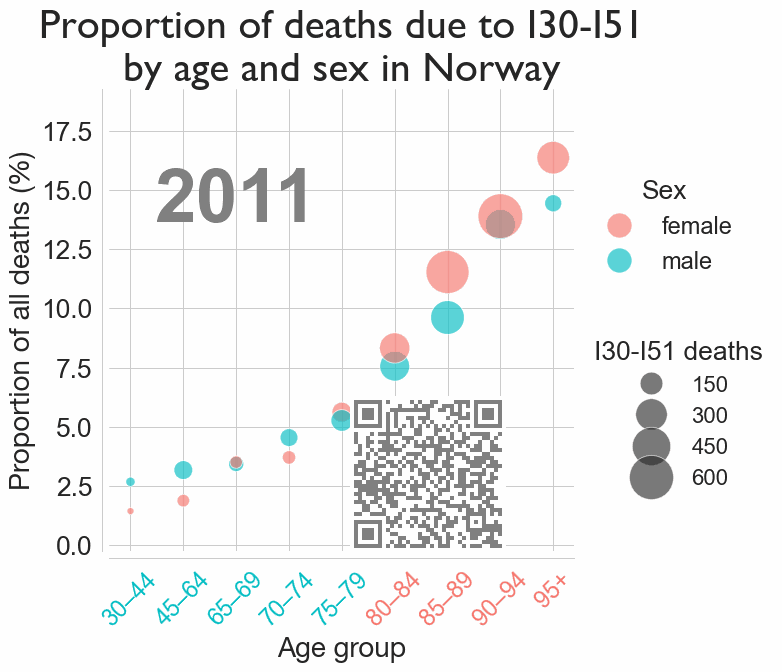 Proportion of deaths due to I30-I51
by age and sex in Norway
Proportion of all deaths (%)
17.5
15.0
12.5
10.0
7.5
5.0
2.5
0.0
2011
30–44
45–64
65–69
70–74
75–79
80–84
85–89
90–94
95+
Age group
Sex
female
male
I30-I51 deaths
150
300
450
600